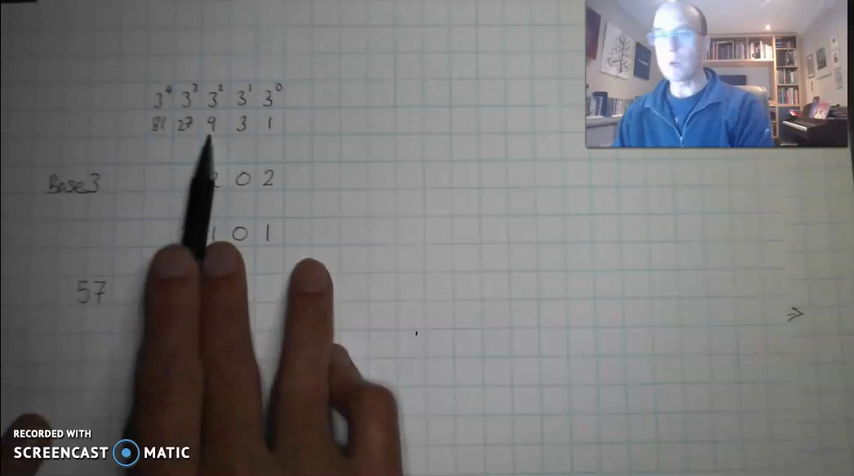 3⁴ 3³ 3² 3¹ 3⁰
81 27 9 3 1
Base 3 2 0 2
1 0 1
57
RECORDED WITH
SCREENCAST MATIC